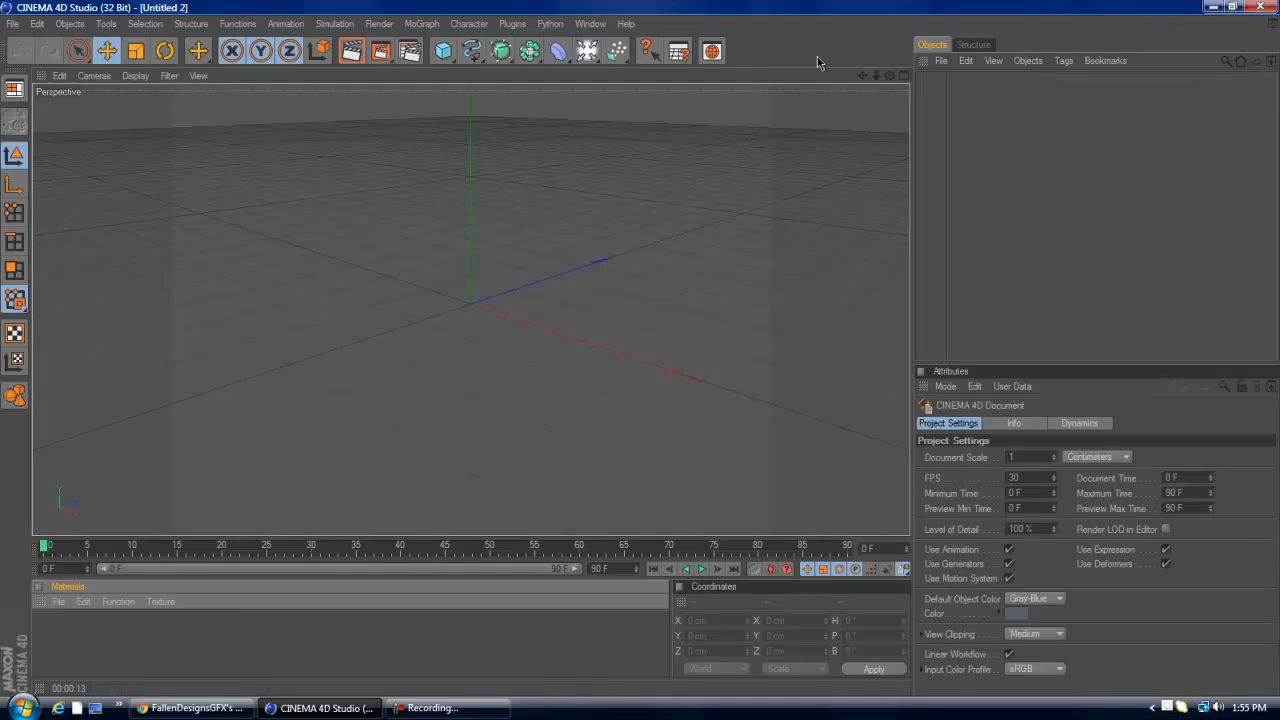 CINEMA 4D Studio (32 Bit) - [Untitled 2]
File Edit Objects Tools Selection Structure Functions Animation Simulation Render MoGraph Character Plugins Python Window Help
X Y Z
Objects Structure
File Edit View Objects Tags Bookmarks
Edit Cameras Display Filter View
Perspective
Y
Attributes
Mode Edit User Data
CINEMA 4D Document
Project Settings Info Dynamics
Project Settings
Document Scale . . 1 Centimeters
FPS . . . . . . . . 30 Document Time . . . . 0 F
Minimum Time . . 0 F Maximum Time . . . . 90 F
Preview Min Time . . 0 F Preview Max Time . . 90 F
Level of Detail . . . 100 % Render LOD in Editor
Use Animation . . . Use Expression . . . .
Use Generators . . . Use Deformers . . . .
Use Motion System
Default Object Color Gray-Blue
Color . . . . . . . . . .
View Clipping . . . . Medium
Linear Workflow . . .
Input Color Profile . . sRGB
0 5 10 15 20 25 30 35 40 45 50 55 60 65 70 75 80 85 90 0 F
0 F 0 F 90 F 90 F
Materials
File Edit Function Texture
Coordinates
-- -- --
X 0 cm X 0 cm H 0 °
Y 0 cm Y 0 cm P 0 °
Z 0 cm Z 0 cm B 0 °
World Scale Apply
MAXON
CINEMA 4D
00:00:13
FallenDesignsGFX's ... CINEMA 4D Studio (... Recording... 1:55 PM